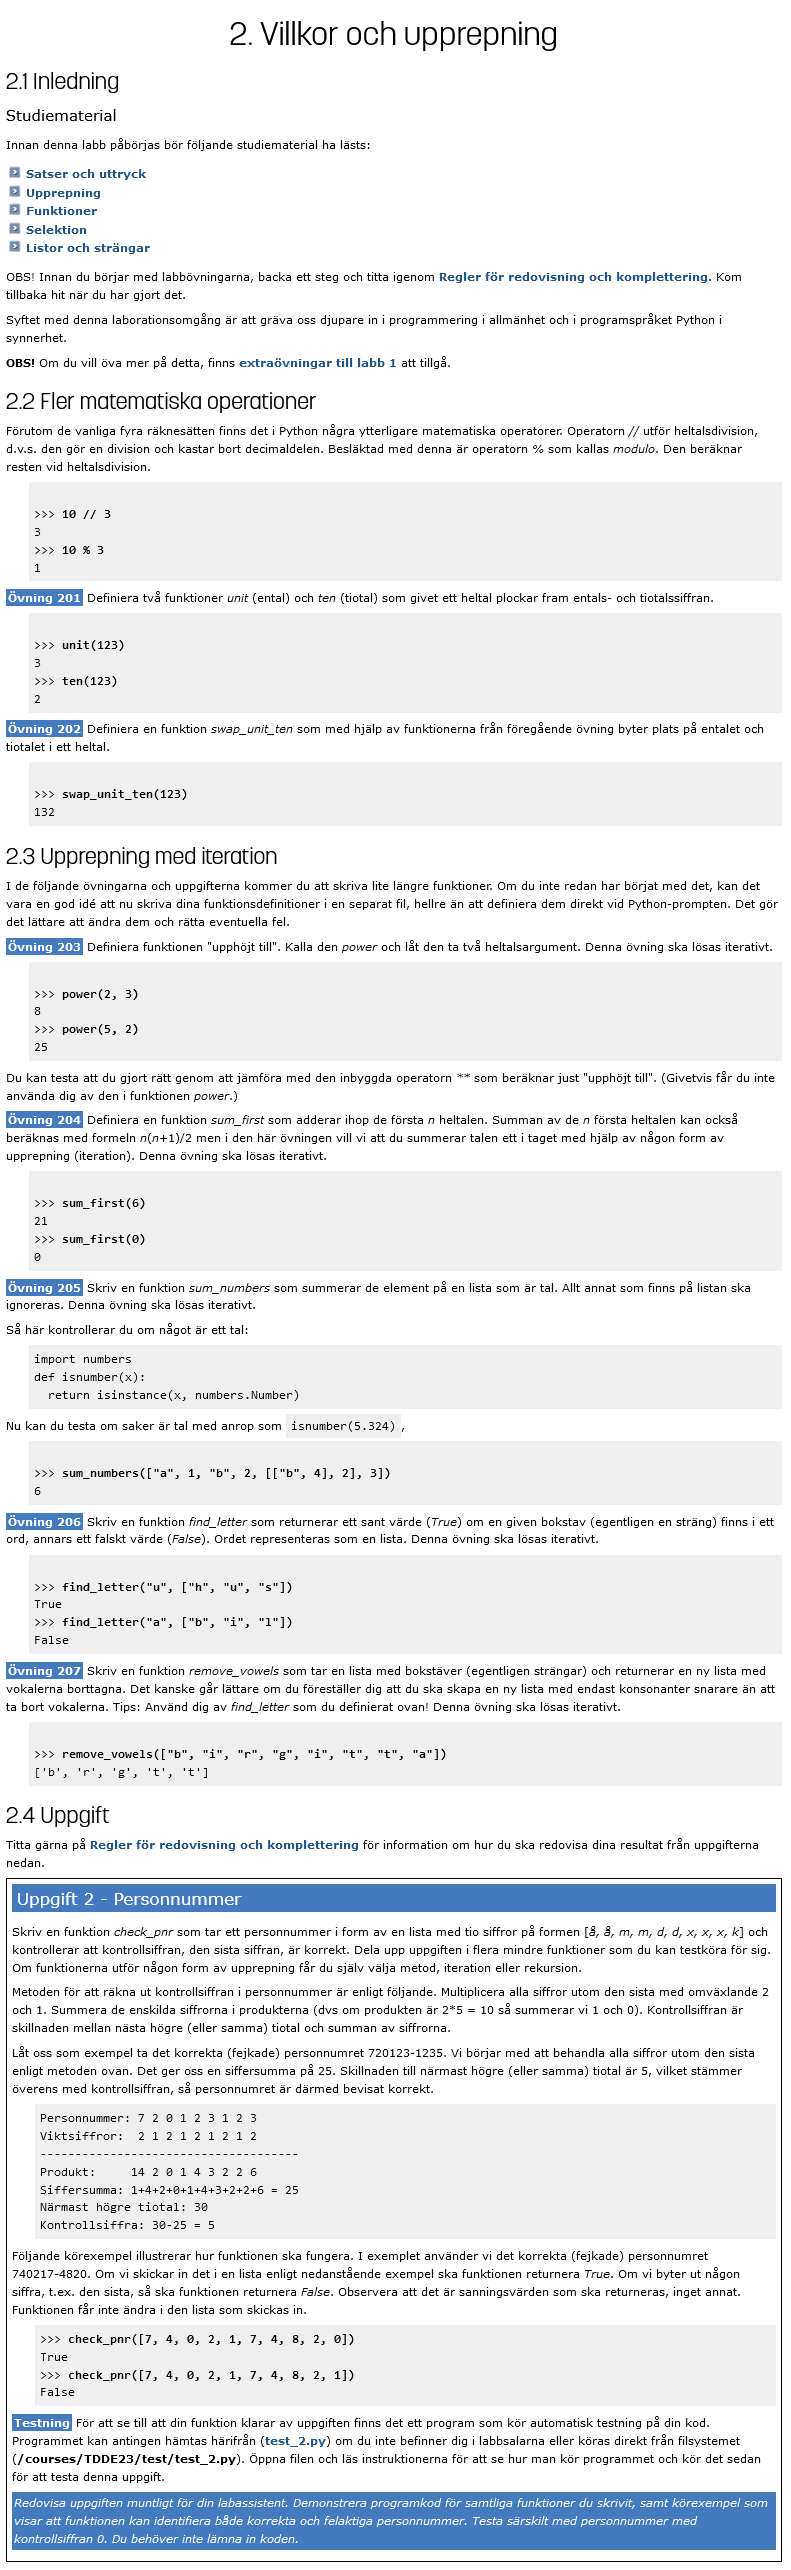 2. Villkor och upprepning
2.1 Inledning
Studiematerial
Innan denna labb påbörjas bör följande studiematerial ha lästs:
Satser och uttryck
Upprepning
Funktioner
Selektion
Listor och strängar
OBS! Innan du börjar med labbövningarna, backa ett steg och titta igenom Regler för redovisning och komplettering. Kom
tillbaka hit när du har gjort det.
Syftet med denna laborationsomgång är att gräva oss djupare in i programmering i allmänhet och i programspråket Python i
synnerhet.
OBS! Om du vill öva mer på detta, finns extraövningar till labb 1 att tillgå.
2.2 Fler matematiska operationer
Förutom de vanliga fyra räknesätten finns det i Python några ytterligare matematiska operatorer. Operatorn // utför heltalsdivision,
d.v.s. den gör en division och kastar bort decimaldelen. Besläktad med denna är operatorn % som kallas modulo. Den beräknar
resten vid heltalsdivision.
>>> 10 // 3
3
>>> 10 % 3
1
Övning 201 Definiera två funktioner unit (ental) och ten (tiotal) som givet ett heltal plockar fram entals- och tiotalssiffran.
>>> unit(123)
3
>>> ten(123)
2
Övning 202 Definiera en funktion swap_unit_ten som med hjälp av funktionerna från föregående övning byter plats på entalet och
tiotalet i ett heltal.
>>> swap_unit_ten(123)
132
2.3 Upprepning med iteration
I de följande övningarna och uppgifterna kommer du att skriva lite längre funktioner. Om du inte redan har börjat med det, kan det
vara en god idé att nu skriva dina funktionsdefinitioner i en separat fil, hellre än att definiera dem direkt vid Python-prompten. Det gör
det lättare att ändra dem och rätta eventuella fel.
Övning 203 Definiera funktionen "upphöjt till". Kalla den power och låt den ta två heltalsargument. Denna övning ska lösas iterativt.
>>> power(2, 3)
8
>>> power(5, 2)
25
Du kan testa att du gjort rätt genom att jämföra med den inbyggda operatorn ** som beräknar just "upphöjt till". (Givetvis får du inte
använda dig av den i funktionen power.)
Övning 204 Definiera en funktion sum_first som adderar ihop de första n heltalen. Summan av de n första heltalen kan också
beräknas med formeln n(n+1)/2 men i den här övningen vill vi att du summerar talen ett i taget med hjälp av någon form av
upprepning (iteration). Denna övning ska lösas iterativt.
>>> sum_first(6)
21
>>> sum_first(0)
0
Övning 205 Skriv en funktion sum_numbers som summerar de element på en lista som är tal. Allt annat som finns på listan ska
ignoreras. Denna övning ska lösas iterativt.
Så här kontrollerar du om något är ett tal:
import numbers
def isnumber(x):
  return isinstance(x, numbers.Number)
Nu kan du testa om saker är tal med anrop som isnumber(5.324) ,
>>> sum_numbers(["a", 1, "b", 2, [["b", 4], 2], 3])
6
Övning 206 Skriv en funktion find_letter som returnerar ett sant värde (True) om en given bokstav (egentligen en sträng) finns i ett
ord, annars ett falskt värde (False). Ordet representeras som en lista. Denna övning ska lösas iterativt.
>>> find_letter("u", ["h", "u", "s"])
True
>>> find_letter("a", ["b", "i", "l"])
False
Övning 207 Skriv en funktion remove_vowels som tar en lista med bokstäver (egentligen strängar) och returnerar en ny lista med
vokalerna borttagna. Det kanske går lättare om du föreställer dig att du ska skapa en ny lista med endast konsonanter snarare än att
ta bort vokalerna. Tips: Använd dig av find_letter som du definierat ovan! Denna övning ska lösas iterativt.
>>> remove_vowels(["b", "i", "r", "g", "i", "t", "t", "a"])
['b', 'r', 'g', 't', 't']
2.4 Uppgift
Titta gärna på Regler för redovisning och komplettering för information om hur du ska redovisa dina resultat från uppgifterna
nedan.
Uppgift 2 - Personnummer
Skriv en funktion check_pnr som tar ett personnummer i form av en lista med tio siffror på formen [å, å, m, m, d, d, x, x, x, k] och
kontrollerar att kontrollsiffran, den sista siffran, är korrekt. Dela upp uppgiften i flera mindre funktioner som du kan testköra för sig.
Om funktionerna utför någon form av upprepning får du själv välja metod, iteration eller rekursion.
Metoden för att räkna ut kontrollsiffran i personnummer är enligt följande. Multiplicera alla siffror utom den sista med omväxlande 2
och 1. Summera de enskilda siffrorna i produkterna (dvs om produkten är 2*5 = 10 så summerar vi 1 och 0). Kontrollsiffran är
skillnaden mellan nästa högre (eller samma) tiotal och summan av siffrorna.
Låt oss som exempel ta det korrekta (fejkade) personnumret 720123-1235. Vi börjar med att behandla alla siffror utom den sista
enligt metoden ovan. Det ger oss en siffersumma på 25. Skillnaden till närmast högre (eller samma) tiotal är 5, vilket stämmer
överens med kontrollsiffran, så personnumret är därmed bevisat korrekt.
Personnummer: 7 2 0 1 2 3 1 2 3
Viktsiffror:  2 1 2 1 2 1 2 1 2
-------------------------------------
Produkt:     14 2 0 1 4 3 2 2 6
Siffersumma: 1+4+2+0+1+4+3+2+2+6 = 25
Närmast högre tiotal: 30
Kontrollsiffra: 30-25 = 5
Följande körexempel illustrerar hur funktionen ska fungera. I exemplet använder vi det korrekta (fejkade) personnumret
740217-4820. Om vi skickar in det i en lista enligt nedanstående exempel ska funktionen returnera True. Om vi byter ut någon
siffra, t.ex. den sista, så ska funktionen returnera False. Observera att det är sanningsvärden som ska returneras, inget annat.
Funktionen får inte ändra i den lista som skickas in.
>>> check_pnr([7, 4, 0, 2, 1, 7, 4, 8, 2, 0])
True
>>> check_pnr([7, 4, 0, 2, 1, 7, 4, 8, 2, 1])
False
Testning För att se till att din funktion klarar av uppgiften finns det ett program som kör automatisk testning på din kod.
Programmet kan antingen hämtas härifrån (test_2.py) om du inte befinner dig i labbsalarna eller köras direkt från filsystemet
(/courses/TDDE23/test/test_2.py). Öppna filen och läs instruktionerna för att se hur man kör programmet och kör det sedan
för att testa denna uppgift.
Redovisa uppgiften muntligt för din labassistent. Demonstrera programkod för samtliga funktioner du skrivit, samt körexempel som
visar att funktionen kan identifiera både korrekta och felaktiga personnummer. Testa särskilt med personnummer med
kontrollsiffran 0. Du behöver inte lämna in koden.